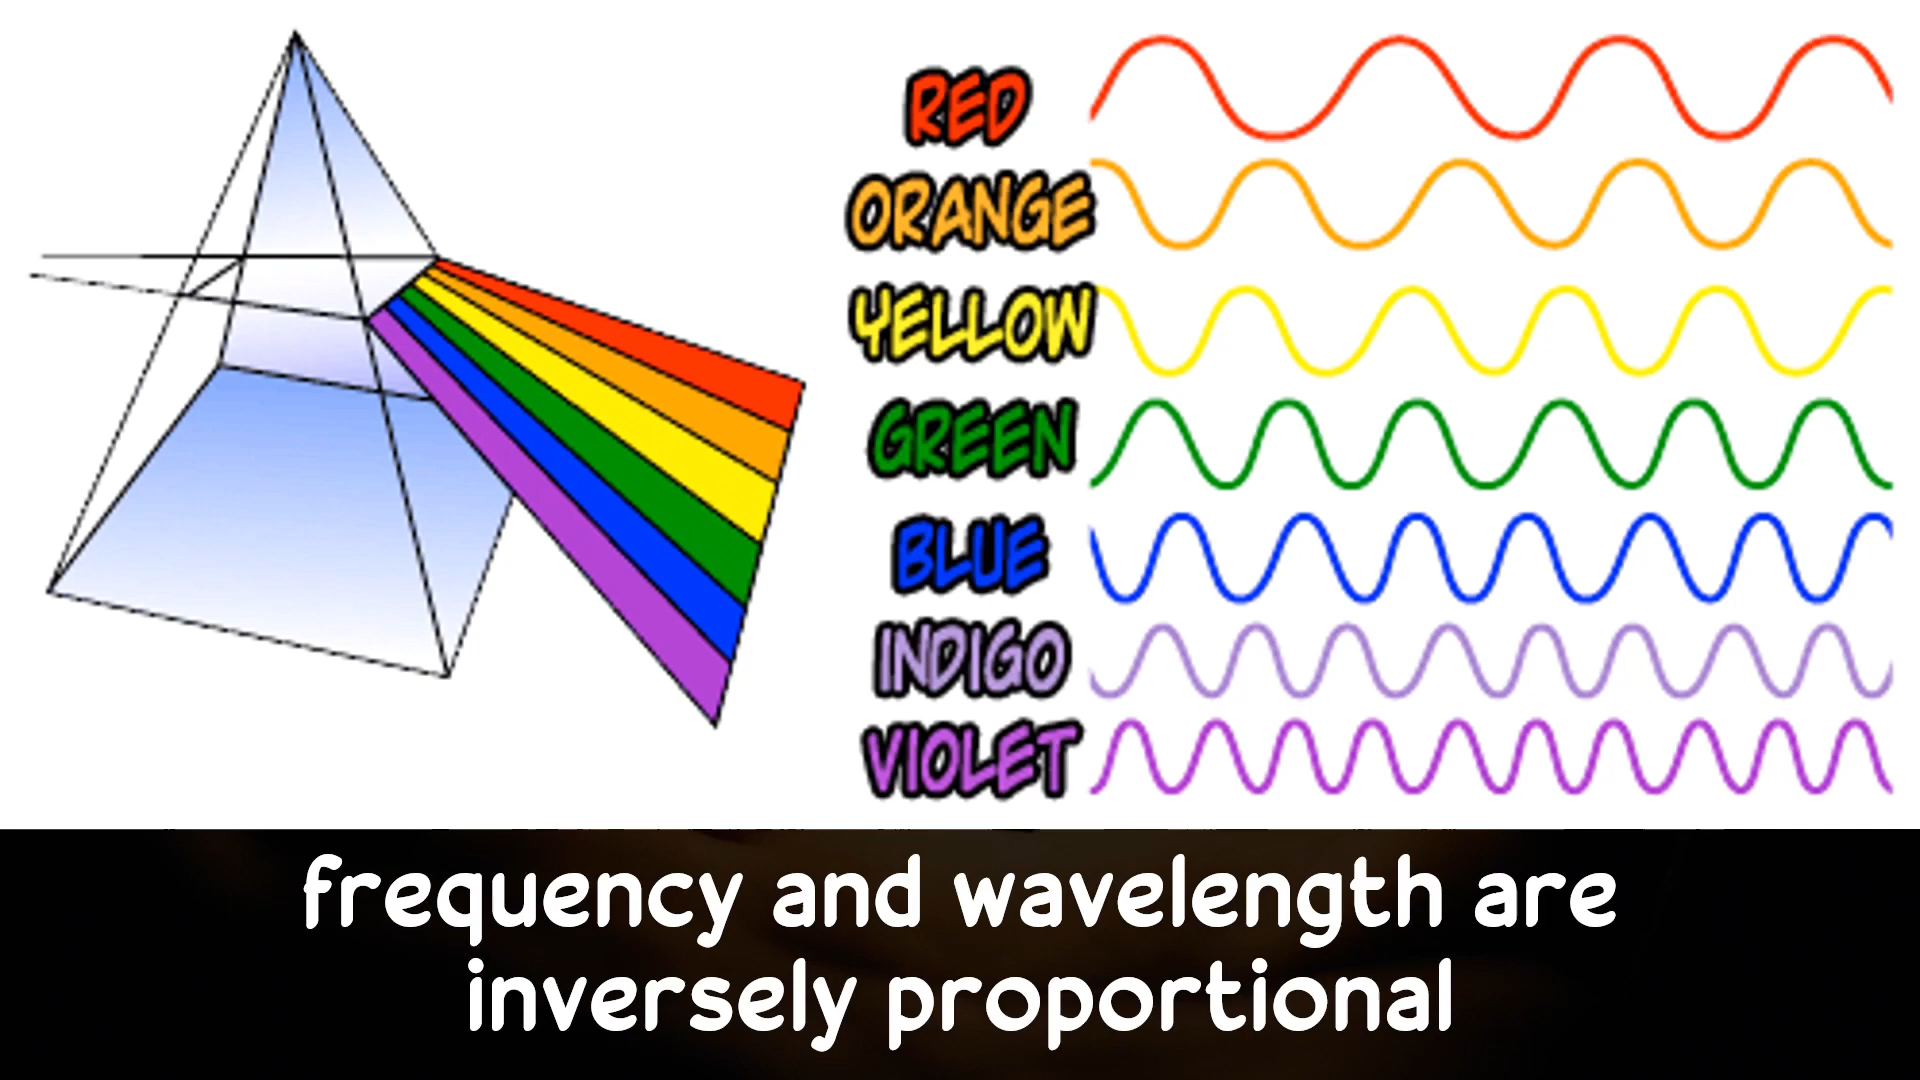 RED
ORANGE
YELLOW
GREEN
BLUE
INDIGO
VIOLET
frequency and wavelength are
inversely proportional